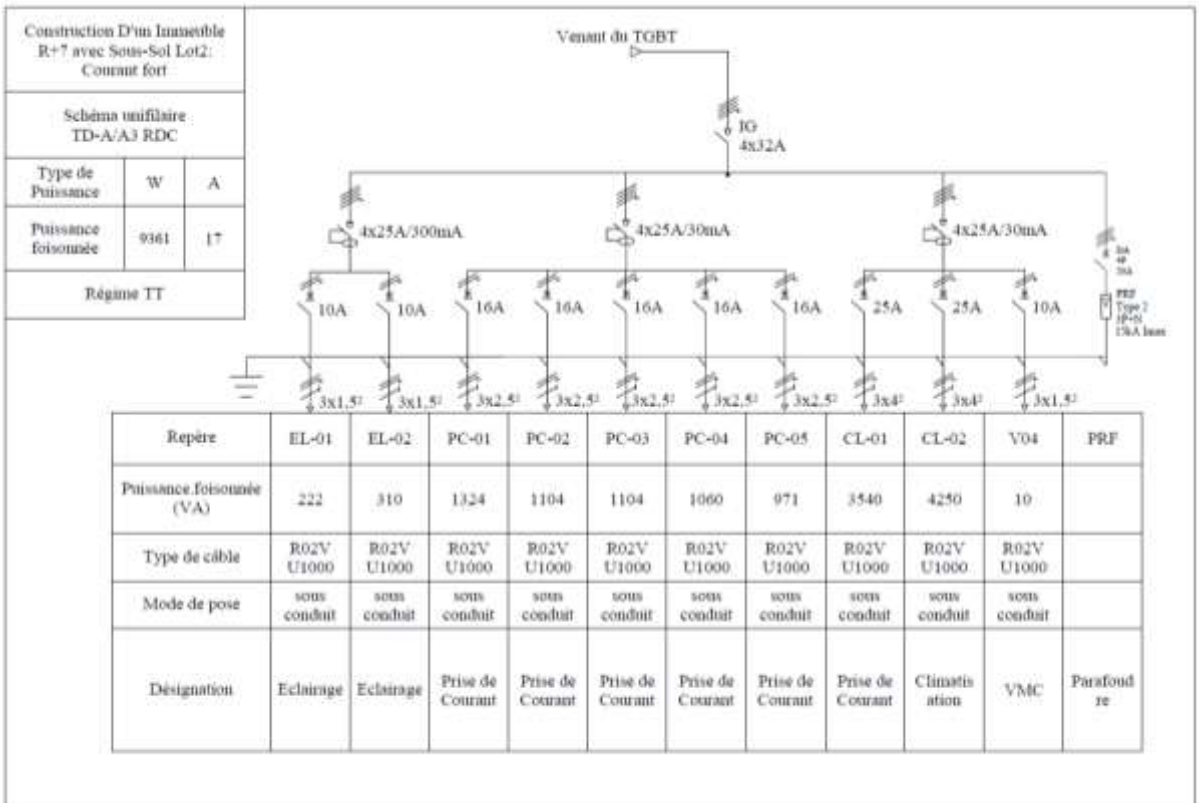 Construction D'un Immeuble
R+7 avec Sous-Sol Lot2:
Courant fort
Schéma unifilaire
TD-A/A3 RDC
Type de Puissance W A
Puissance foisonnée 9361 17
Régime TT
Venant du TGBT
IG
4x32A
4x25A/300mA 4x25A/30mA 4x25A/30mA
PRF
Type 2
3P+N
15kA Imax
10A 10A 16A 16A 16A 16A 16A 25A 25A 10A
3x1,5² 3x1,5² 3x2,5² 3x2,5² 3x2,5² 3x2,5² 3x2,5² 3x4² 3x4² 3x1,5²
Repère EL-01 EL-02 PC-01 PC-02 PC-03 PC-04 PC-05 CL-01 CL-02 V04 PRF
Puissance.foisonnée (VA) 222 310 1324 1104 1104 1060 971 3540 4250 10
Type de câble R02V R02V R02V R02V R02V R02V R02V R02V R02V R02V
U1000 U1000 U1000 U1000 U1000 U1000 U1000 U1000 U1000 U1000
Mode de pose sous sous sous sous sous sous sous sous sous sous
conduit conduit conduit conduit conduit conduit conduit conduit conduit conduit
Désignation Eclairage Eclairage Prise de Prise de Prise de Prise de Prise de Prise de Climatis VMC Parafoud
Courant Courant Courant Courant Courant Courant ation re